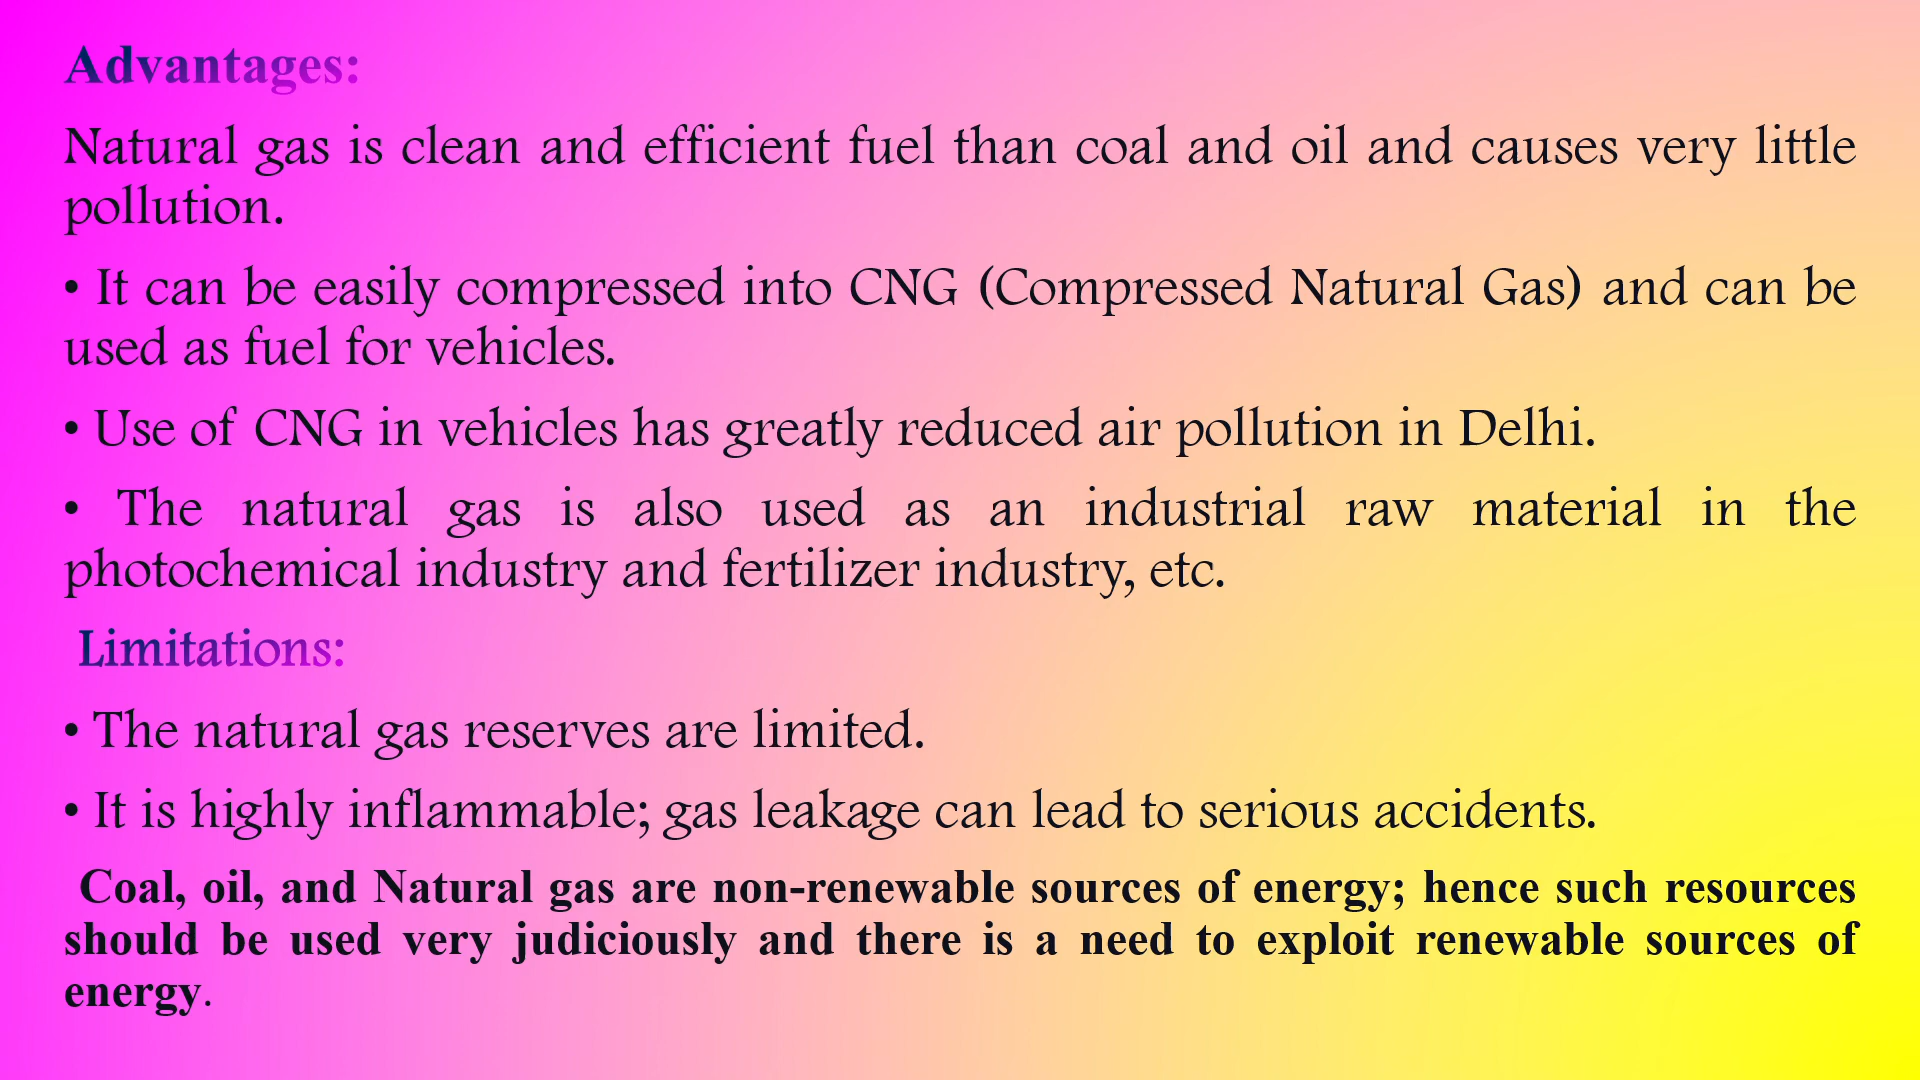 Advantages:
Natural gas is clean and efficient fuel than coal and oil and causes very little
pollution.
• It can be easily compressed into CNG (Compressed Natural Gas) and can be
used as fuel for vehicles.
• Use of CNG in vehicles has greatly reduced air pollution in Delhi.
• The natural gas is also used as an industrial raw material in the
photochemical industry and fertilizer industry, etc.
Limitations:
• The natural gas reserves are limited.
• It is highly inflammable; gas leakage can lead to serious accidents.
Coal, oil, and Natural gas are non-renewable sources of energy; hence such resources
should be used very judiciously and there is a need to exploit renewable sources of
energy.